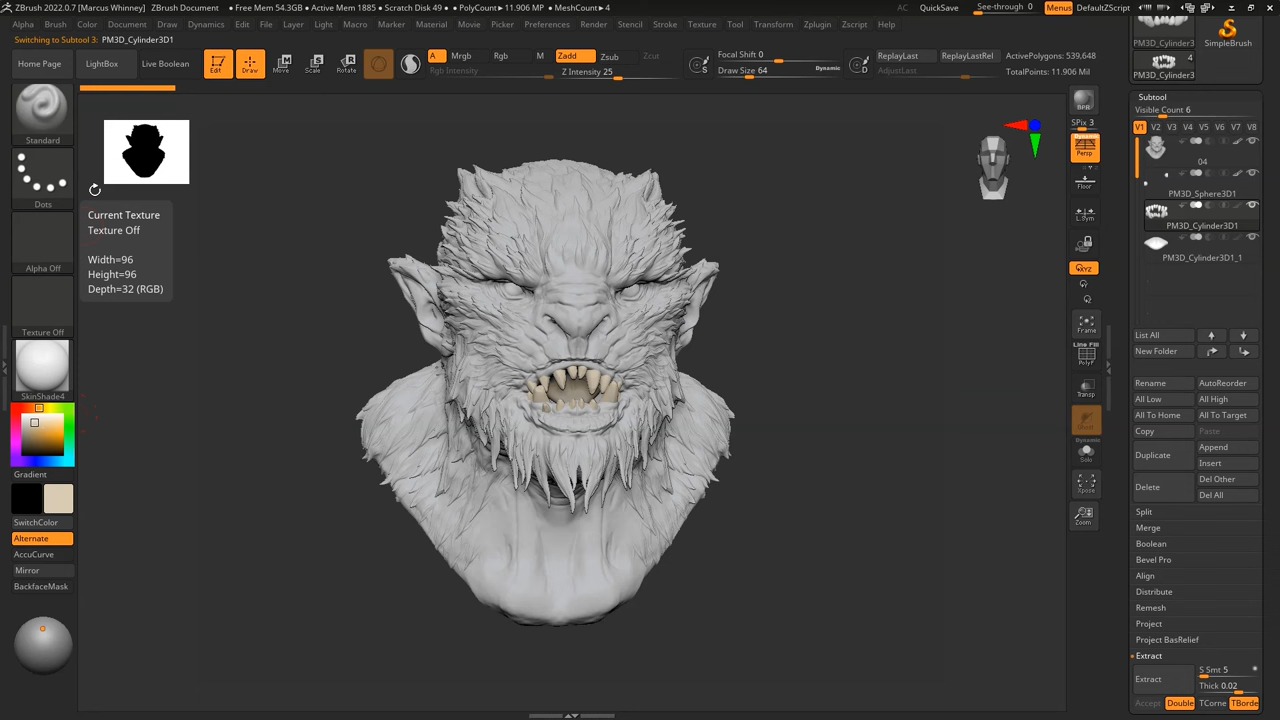 ZBrush 2022.0.7 [Marcus Whinney] ZBrush Document • Free Mem 54.3GB • Active Mem 1885 • Scratch Disk 49 • PolyCount▸11.906 MP • MeshCount▸4 AC QuickSave See-through 0 Menus DefaultZScript
Alpha Brush Color Document Draw Dynamics Edit File Layer Light Macro Marker Material Movie Picker Preferences Render Stencil Stroke Texture Tool Transform Zplugin Zscript Help
Switching to Subtool 3: PM3D_Cylinder3D1
PM3D_Cylinder3 SimpleBrush
Home Page LightBox Live Boolean Edit Draw Move Scale Rotate
A Mrgb Rgb M Zadd Zsub Zcut
Rgb Intensity Z Intensity 25
Focal Shift 0
Draw Size 64 Dynamic
S D
ReplayLast ReplayLastRel
AdjustLast
ActivePolygons: 539,648
TotalPoints: 11.906 mil
4
PM3D_Cylinder3
Standard
Dots
Alpha Off
Texture Off
SkinShade4
Gradient
SwitchColor
Alternate
AccuCurve
Mirror
BackfaceMask
Current Texture
Texture Off
Width=96
Height=96
Depth=32 (RGB)
BPR
SPix 3
Dynamic
Persp
Floor
L.Sym
XYZ
Frame
Line Fill
PolyF
Transp
Ghost
Dynamic
Solo
Xpose
Zoom
Subtool
Visible Count 6
V1 V2 V3 V4 V5 V6 V7 V8
04
PM3D_Sphere3D1
PM3D_Cylinder3D1
PM3D_Cylinder3D1_1
List All
New Folder
Rename AutoReorder
All Low All High
All To Home All To Target
Copy Paste
Duplicate Append
Insert
Delete Del Other
Del All
Split
Merge
Boolean
Bevel Pro
Align
Distribute
Remesh
Project
Project BasRelief
Extract
Extract S Smt 5
Thick 0.02
Accept Double TCorne TBorde